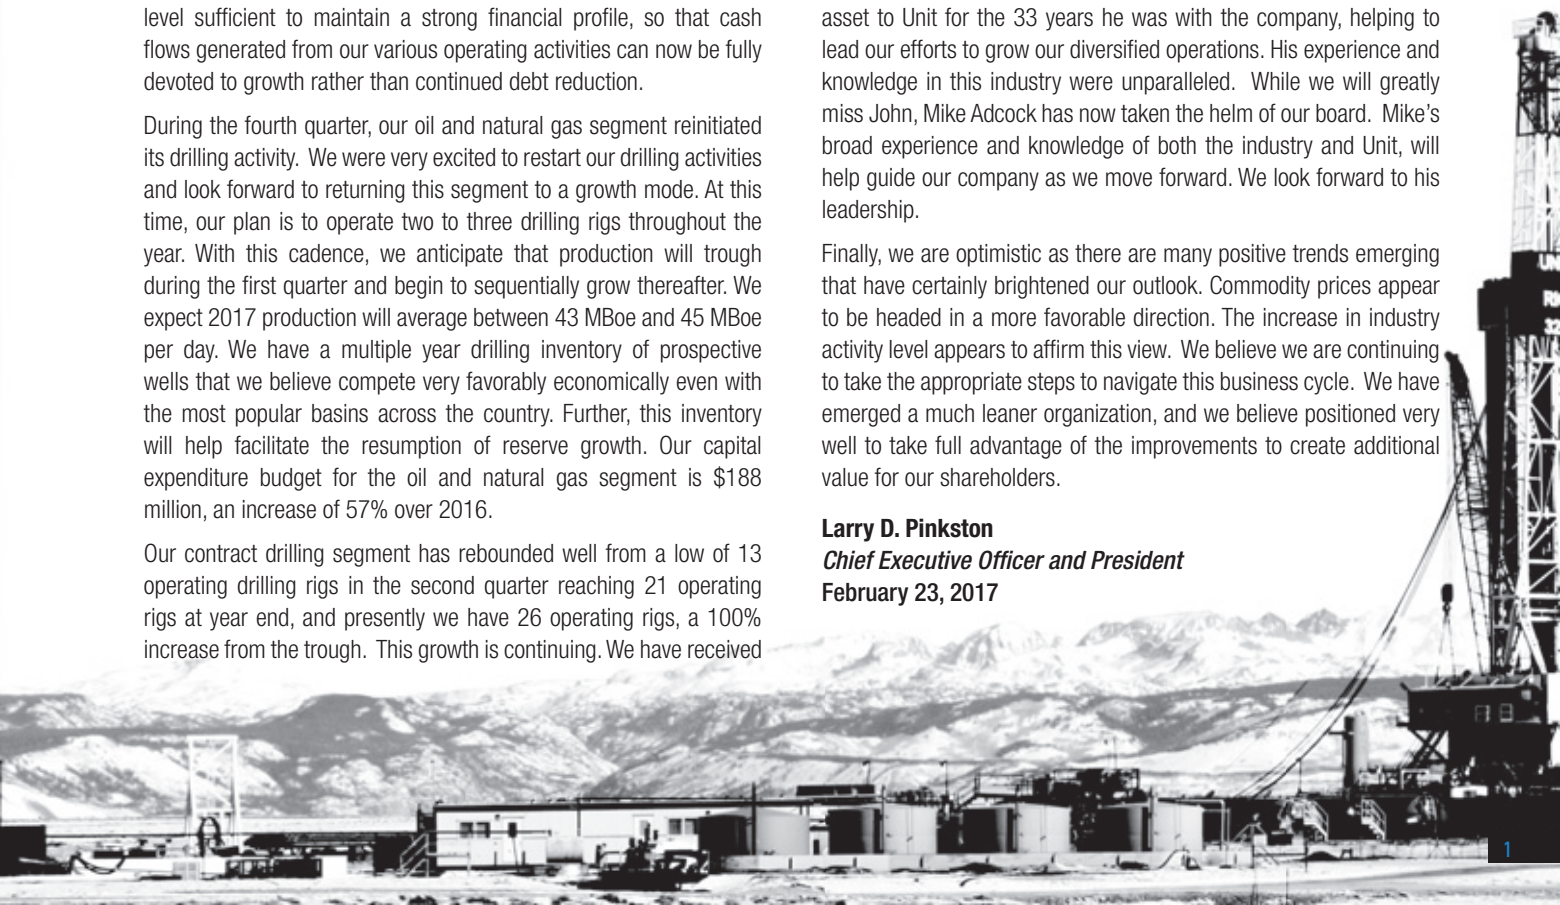 level sufficient to maintain a strong financial profile, so that cash
flows generated from our various operating activities can now be fully
devoted to growth rather than continued debt reduction.
During the fourth quarter, our oil and natural gas segment reinitiated
its drilling activity. We were very excited to restart our drilling activities
and look forward to returning this segment to a growth mode. At this
time, our plan is to operate two to three drilling rigs throughout the
year. With this cadence, we anticipate that production will trough
during the first quarter and begin to sequentially grow thereafter. We
expect 2017 production will average between 43 MBoe and 45 MBoe
per day. We have a multiple year drilling inventory of prospective
wells that we believe compete very favorably economically even with
the most popular basins across the country. Further, this inventory
will help facilitate the resumption of reserve growth. Our capital
expenditure budget for the oil and natural gas segment is $188
million, an increase of 57% over 2016.
Our contract drilling segment has rebounded well from a low of 13
operating drilling rigs in the second quarter reaching 21 operating
rigs at year end, and presently we have 26 operating rigs, a 100%
increase from the trough. This growth is continuing. We have received
asset to Unit for the 33 years he was with the company, helping to
lead our efforts to grow our diversified operations. His experience and
knowledge in this industry were unparalleled. While we will greatly
miss John, Mike Adcock has now taken the helm of our board. Mike’s
broad experience and knowledge of both the industry and Unit, will
help guide our company as we move forward. We look forward to his
leadership.
Finally, we are optimistic as there are many positive trends emerging
that have certainly brightened our outlook. Commodity prices appear
to be headed in a more favorable direction. The increase in industry
activity level appears to affirm this view. We believe we are continuing
to take the appropriate steps to navigate this business cycle. We have
emerged a much leaner organization, and we believe positioned very
well to take full advantage of the improvements to create additional
value for our shareholders.
Larry D. Pinkston
Chief Executive Officer and President
February 23, 2017
1